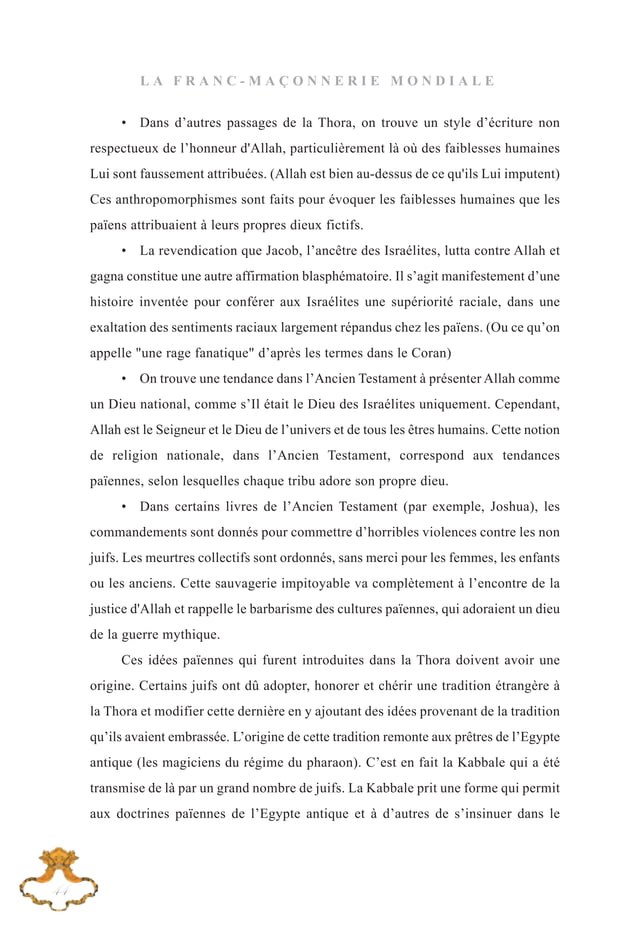 LA FRANC-MAÇONNERIE MONDIALE
• Dans d’autres passages de la Thora, on trouve un style d’écriture non
respectueux de l’honneur d'Allah, particulièrement là où des faiblesses humaines
Lui sont faussement attribuées. (Allah est bien au-dessus de ce qu'ils Lui imputent)
Ces anthropomorphismes sont faits pour évoquer les faiblesses humaines que les
païens attribuaient à leurs propres dieux fictifs.
• La revendication que Jacob, l’ancêtre des Israélites, lutta contre Allah et
gagna constitue une autre affirmation blasphématoire. Il s’agit manifestement d’une
histoire inventée pour conférer aux Israélites une supériorité raciale, dans une
exaltation des sentiments raciaux largement répandus chez les païens. (Ou ce qu’on
appelle "une rage fanatique" d’après les termes dans le Coran)
• On trouve une tendance dans l’Ancien Testament à présenter Allah comme
un Dieu national, comme s’Il était le Dieu des Israélites uniquement. Cependant,
Allah est le Seigneur et le Dieu de l’univers et de tous les êtres humains. Cette notion
de religion nationale, dans l’Ancien Testament, correspond aux tendances
païennes, selon lesquelles chaque tribu adore son propre dieu.
• Dans certains livres de l’Ancien Testament (par exemple, Joshua), les
commandements sont donnés pour commettre d’horribles violences contre les non
juifs. Les meurtres collectifs sont ordonnés, sans merci pour les femmes, les enfants
ou les anciens. Cette sauvagerie impitoyable va complètement à l’encontre de la
justice d'Allah et rappelle le barbarisme des cultures païennes, qui adoraient un dieu
de la guerre mythique.
Ces idées païennes qui furent introduites dans la Thora doivent avoir une
origine. Certains juifs ont dû adopter, honorer et chérir une tradition étrangère à
la Thora et modifier cette dernière en y ajoutant des idées provenant de la tradition
qu’ils avaient embrassée. L’origine de cette tradition remonte aux prêtres de l’Egypte
antique (les magiciens du régime du pharaon). C’est en fait la Kabbale qui a été
transmise de là par un grand nombre de juifs. La Kabbale prit une forme qui permit
aux doctrines païennes de l’Egypte antique et à d’autres de s’insinuer dans le
44